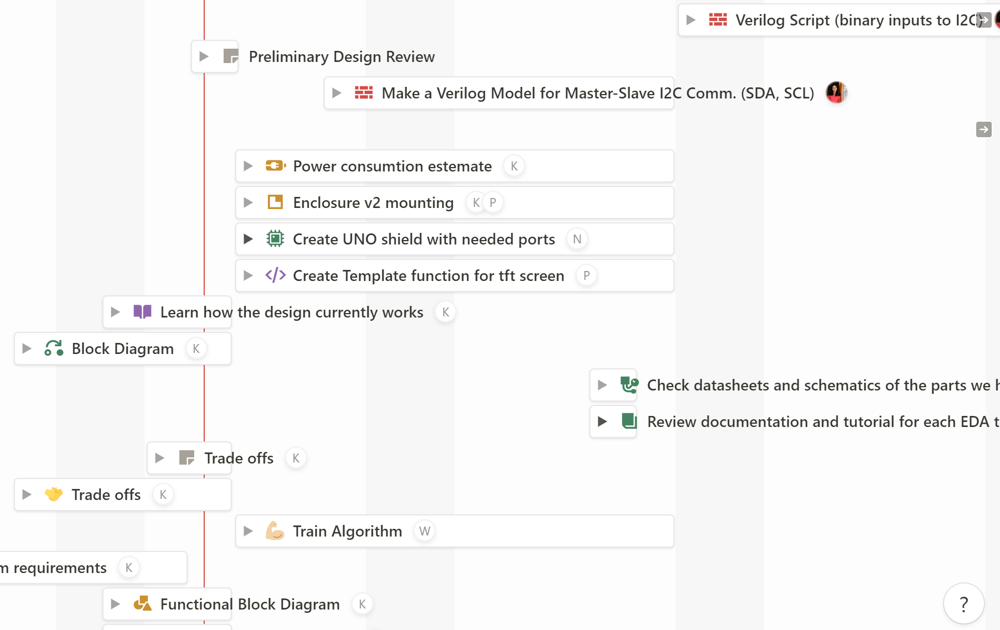 Verilog Script (binary inputs to I2C)
Preliminary Design Review
Make a Verilog Model for Master-Slave I2C Comm. (SDA, SCL)
Power consumtion estemate K
Enclosure v2 mounting K P
Create UNO shield with needed ports N
Create Template function for tft screen P
Learn how the design currently works K
Block Diagram K
Check datasheets and schematics of the parts we
Review documentation and tutorial for each EDA
Trade offs K
Trade offs K
Train Algorithm W
requirements K
Functional Block Diagram K
?